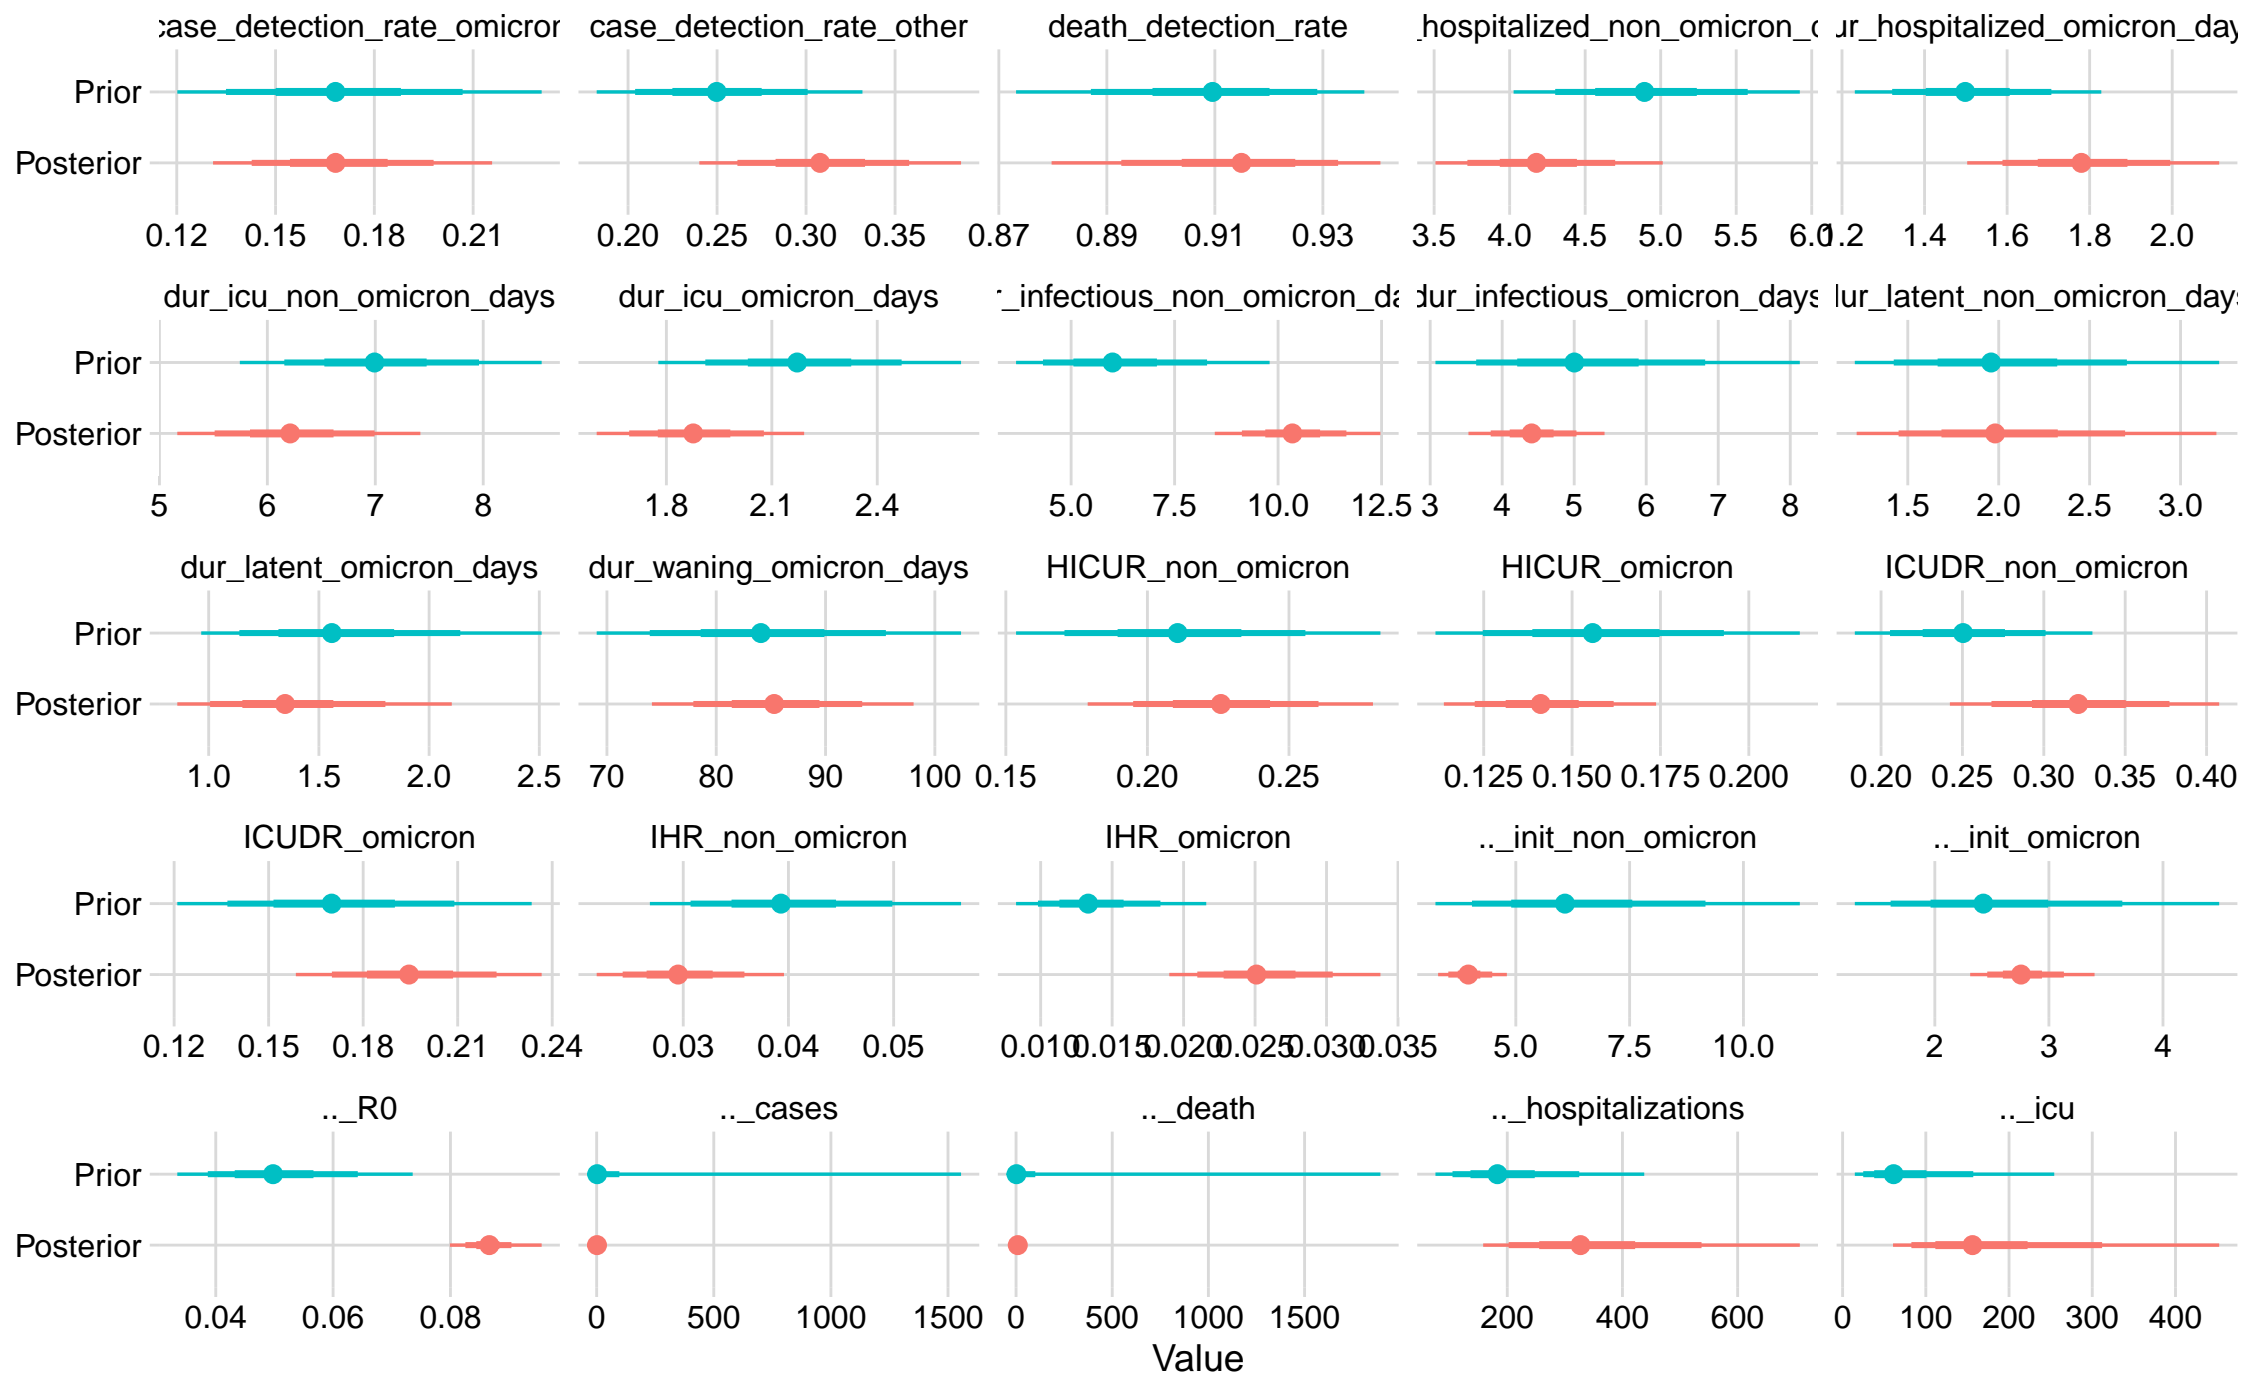 case_detection_rate_omicron case_detection_rate_other death_detection_rate _hospitalized_non_omicron_ ur_hospitalized_omicron_day
Prior
Posterior
0.12 0.15 0.18 0.21 0.20 0.25 0.30 0.35 0.87 0.89 0.91 0.93 3.5 4.0 4.5 5.0 5.5 6.0 1.2 1.4 1.6 1.8 2.0
dur_icu_non_omicron_days dur_icu_omicron_days r_infectious_non_omicron_da dur_infectious_omicron_days dur_latent_non_omicron_days
Prior
Posterior
5 6 7 8 1.8 2.1 2.4 5.0 7.5 10.0 12.5 3 4 5 6 7 8 1.5 2.0 2.5 3.0
dur_latent_omicron_days dur_waning_omicron_days HICUR_non_omicron HICUR_omicron ICUDR_non_omicron
Prior
Posterior
1.0 1.5 2.0 2.5 70 80 90 100 0.15 0.20 0.25 0.125 0.150 0.175 0.200 0.20 0.25 0.30 0.35 0.40
ICUDR_omicron IHR_non_omicron IHR_omicron .._init_non_omicron .._init_omicron
Prior
Posterior
0.12 0.15 0.18 0.21 0.24 0.03 0.04 0.05 0.010 0.015 0.020 0.025 0.030 0.035 5.0 7.5 10.0 2 3 4
.._R0 .._cases .._death .._hospitalizations .._icu
Prior
Posterior
0.04 0.06 0.08 0 500 1000 1500 0 500 1000 1500 200 400 600 0 100 200 300 400
Value